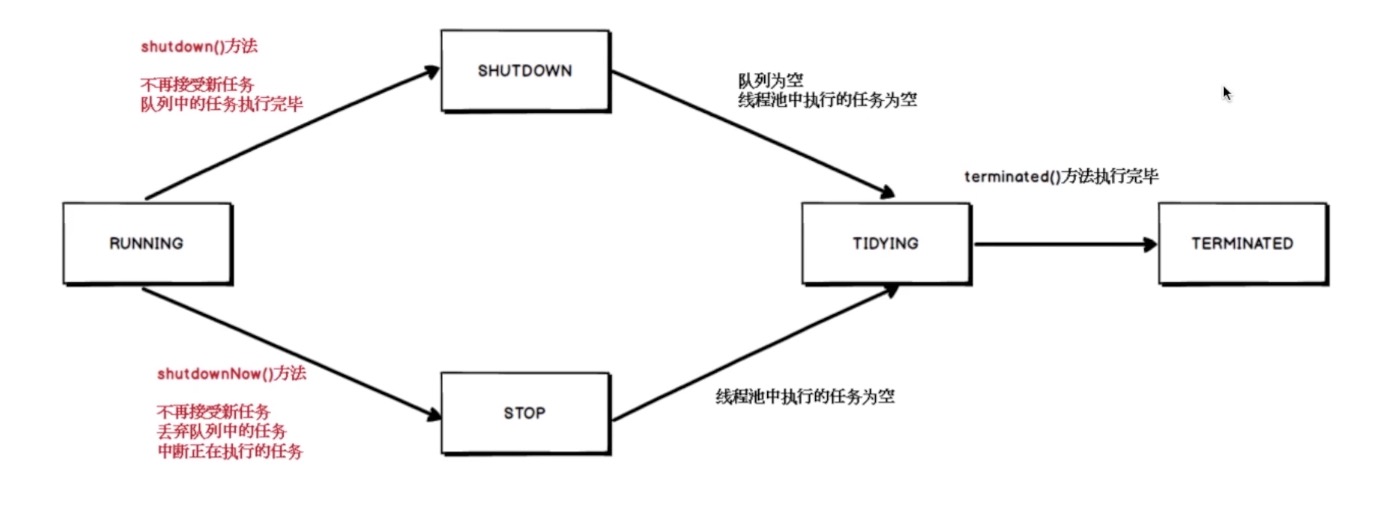 shutdown()方法
不再接受新任务
队列中的任务执行完毕
SHUTDOWN
队列为空
线程池中执行的任务为空
terminated()方法执行完毕
RUNNING
TIDYING
TERMINATED
shutdownNow()方法
不再接受新任务
丢弃队列中的任务
中断正在执行的任务
STOP
线程池中执行的任务为空